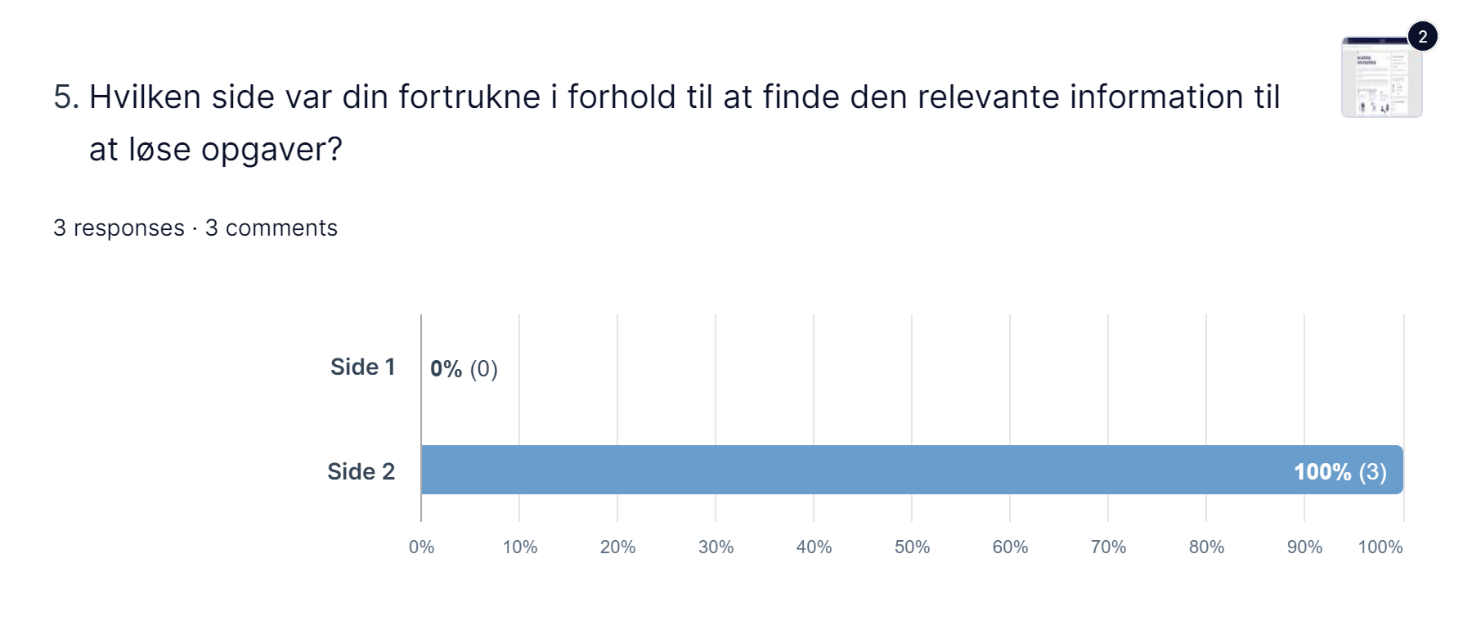 2
5. Hvilken side var din fortrukne i forhold til at finde den relevante information til
at løse opgaver?
3 responses · 3 comments
Side 1 0% (0)
Side 2 100% (3)
0% 10% 20% 30% 40% 50% 60% 70% 80% 90% 100%